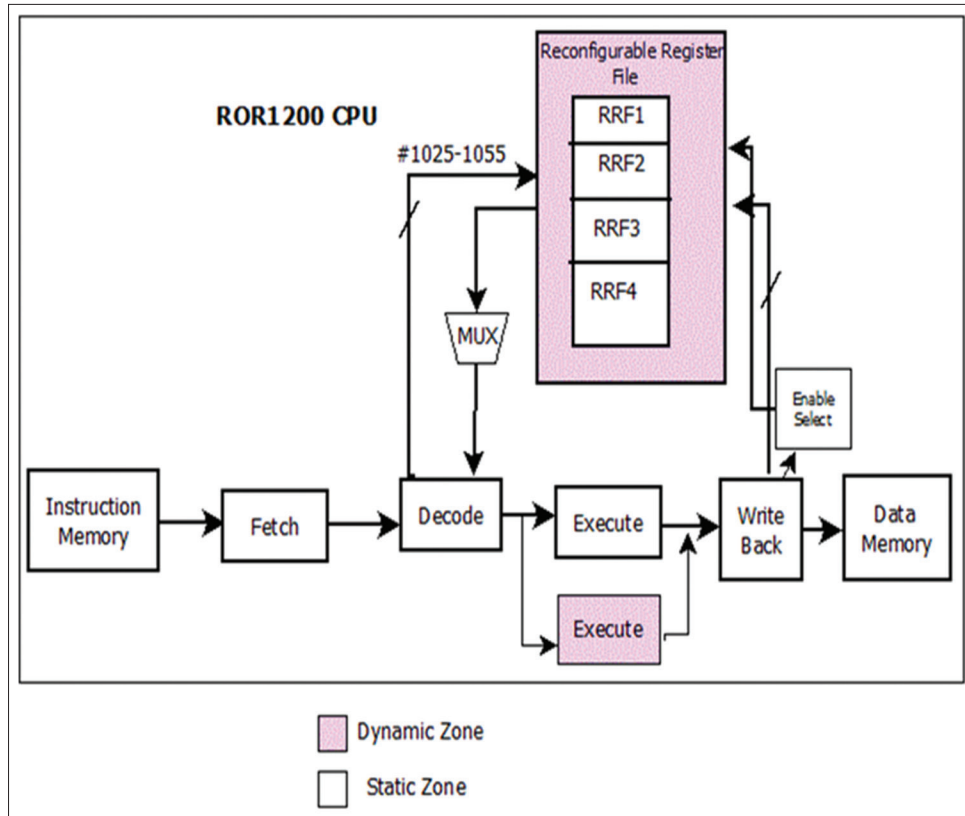 Reconfigurable Register
File
ROR1200 CPU
RRF1
#1025-1055
RRF2
RRF3
RRF4
MUX
Enable
Select
Instruction
Memory
Fetch
Decode
Execute
Write
Back
Data
Memory
Execute
Dynamic Zone
Static Zone